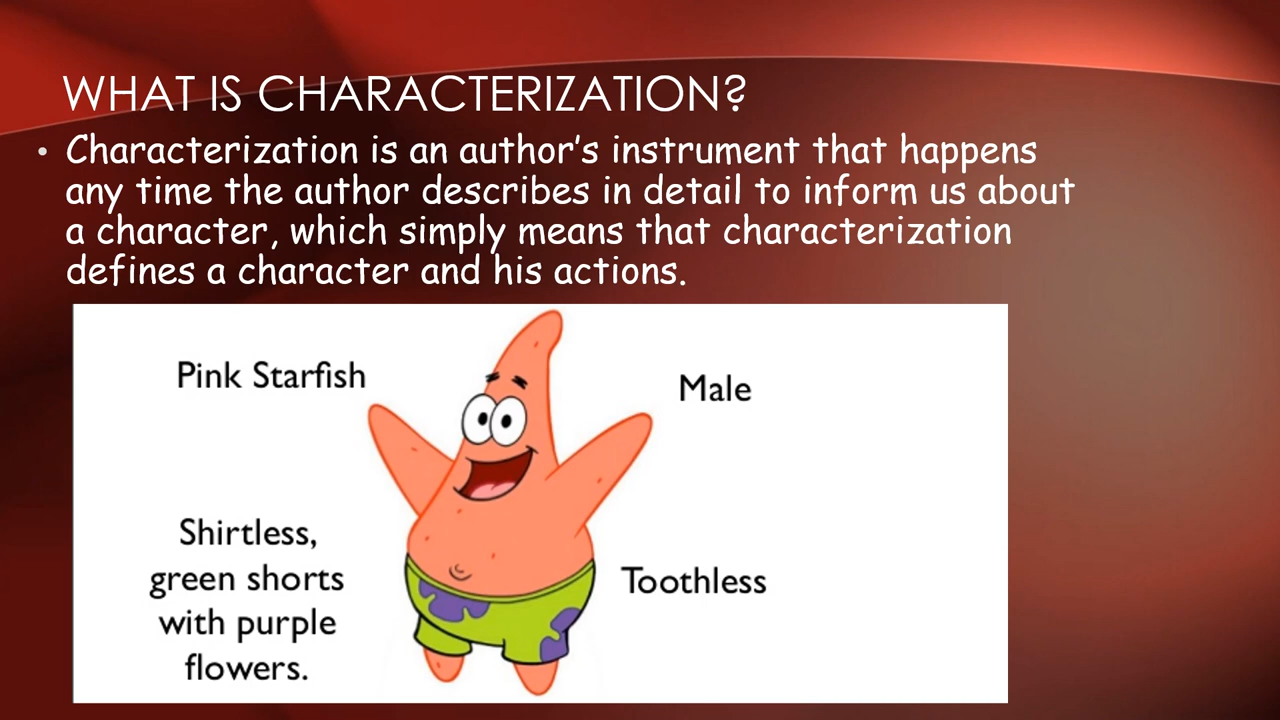 WHAT IS CHARACTERIZATION?
• Characterization is an author’s instrument that happens
any time the author describes in detail to inform us about
a character, which simply means that characterization
defines a character and his actions.
Pink Starfish
Male
Shirtless,
green shorts
with purple
flowers.
Toothless